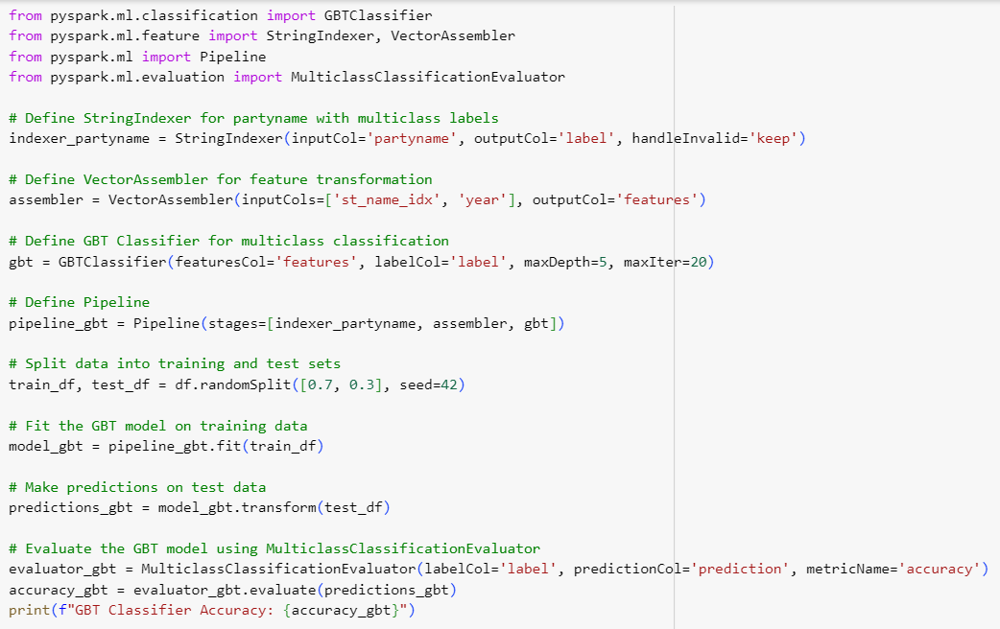 from pyspark.ml.classification import GBTClassifier
from pyspark.ml.feature import StringIndexer, VectorAssembler
from pyspark.ml import Pipeline
from pyspark.ml.evaluation import MulticlassClassificationEvaluator

# Define StringIndexer for partyname with multiclass labels
indexer_partyname = StringIndexer(inputCol='partyname', outputCol='label', handleInvalid='keep')

# Define VectorAssembler for feature transformation
assembler = VectorAssembler(inputCols=['st_name_idx', 'year'], outputCol='features')

# Define GBT Classifier for multiclass classification
gbt = GBTClassifier(featuresCol='features', labelCol='label', maxDepth=5, maxIter=20)

# Define Pipeline
pipeline_gbt = Pipeline(stages=[indexer_partyname, assembler, gbt])

# Split data into training and test sets
train_df, test_df = df.randomSplit([0.7, 0.3], seed=42)

# Fit the GBT model on training data
model_gbt = pipeline_gbt.fit(train_df)

# Make predictions on test data
predictions_gbt = model_gbt.transform(test_df)

# Evaluate the GBT model using MulticlassClassificationEvaluator
evaluator_gbt = MulticlassClassificationEvaluator(labelCol='label', predictionCol='prediction', metricName='accuracy')
accuracy_gbt = evaluator_gbt.evaluate(predictions_gbt)
print(f"GBT Classifier Accuracy: {accuracy_gbt}")